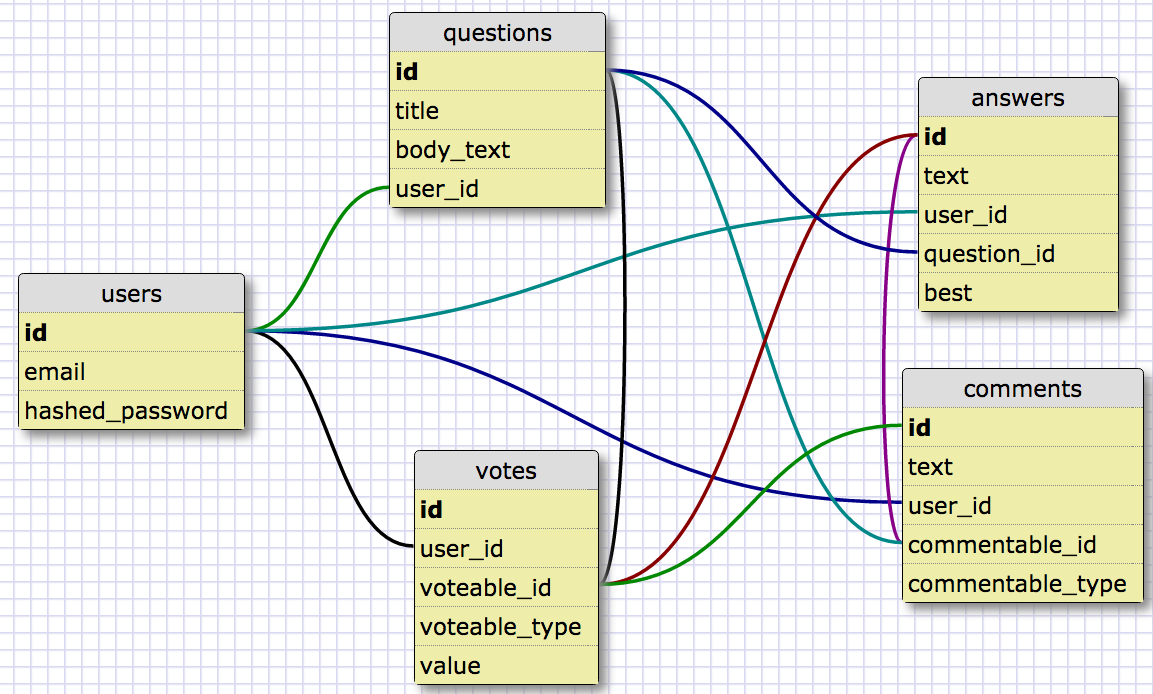 questions
id
title
body_text
user_id
answers
id
text
user_id
question_id
best
users
id
email
hashed_password
comments
id
text
user_id
commentable_id
commentable_type
votes
id
user_id
voteable_id
voteable_type
value